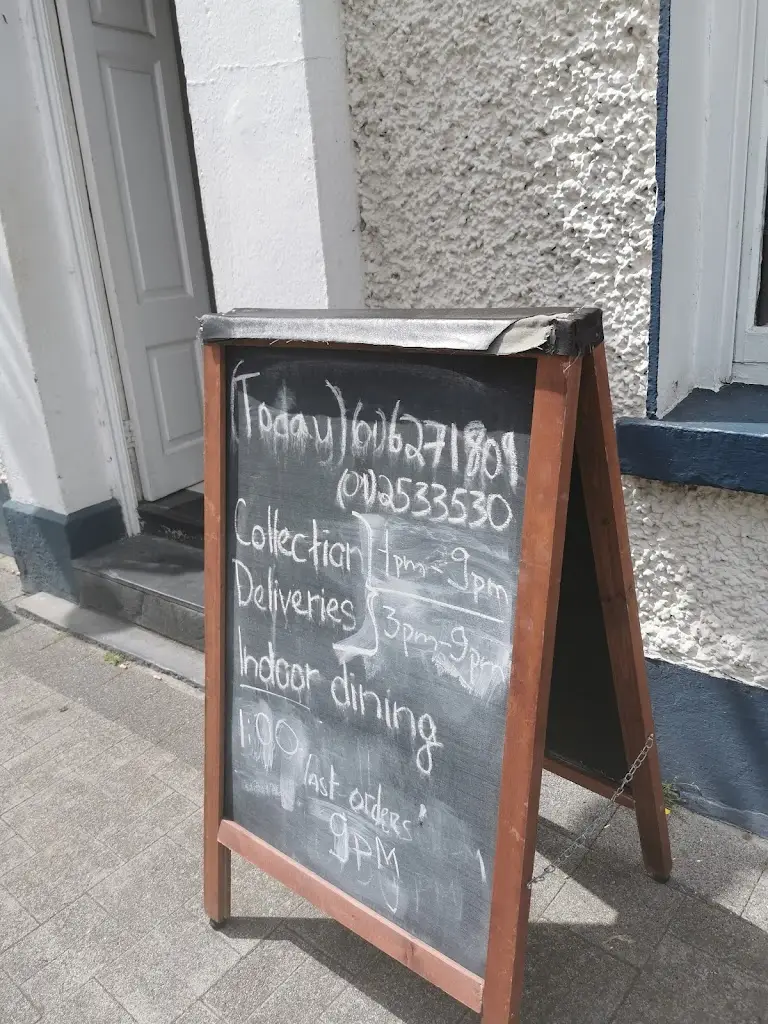 (Today) (01)6271809
(01)2533530
Collection } 1pm-9pm
Deliveries } 3pm-9pm
Indoor dining
1:00 last orders'
9PM